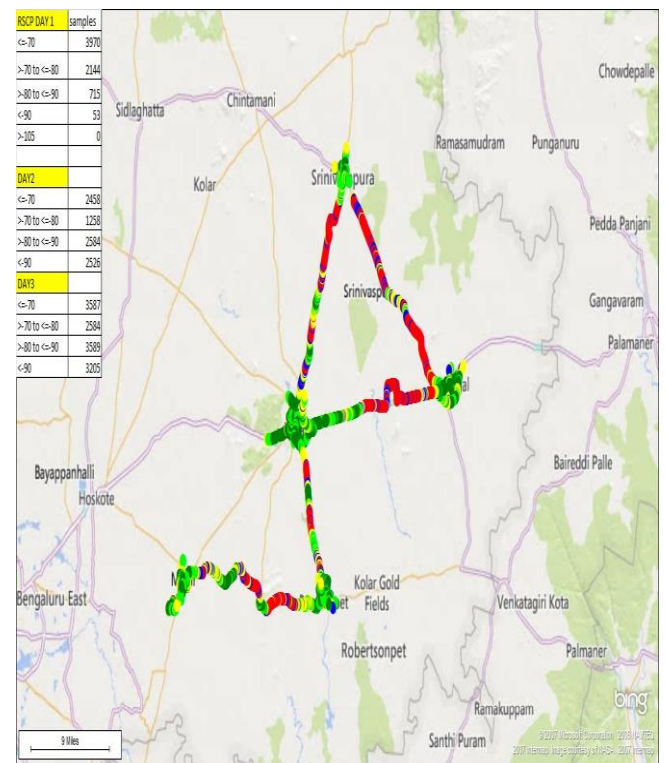 RSCP DAY 1 samples
<=-70 3970
>-70 to <=-80 2144
>-80 to <=-90 715
<-90 53
>-105 0
DAY2
<=-70 2458
>-70 to <=-80 1258
>-80 to <=-90 2584
<-90 2526
DAY3
<=-70 3587
>-70 to <=-80 2584
>-80 to <=-90 3589
<-90 3205
Chowdepalle
Chintamani
Sidlaghatta
Ramasamudram
Punganuru
Kolar
Pedda Panjani
Gangavaram
Palamaner
Bayappanhalli
Hoskote
Baireddi Palle
Bengaluru East
Kolar Gold
Fields
Venkatagiri Kota
Robertsonpet
Palmaner
Ramakuppam
bing
Santhi Puram
9 Miles